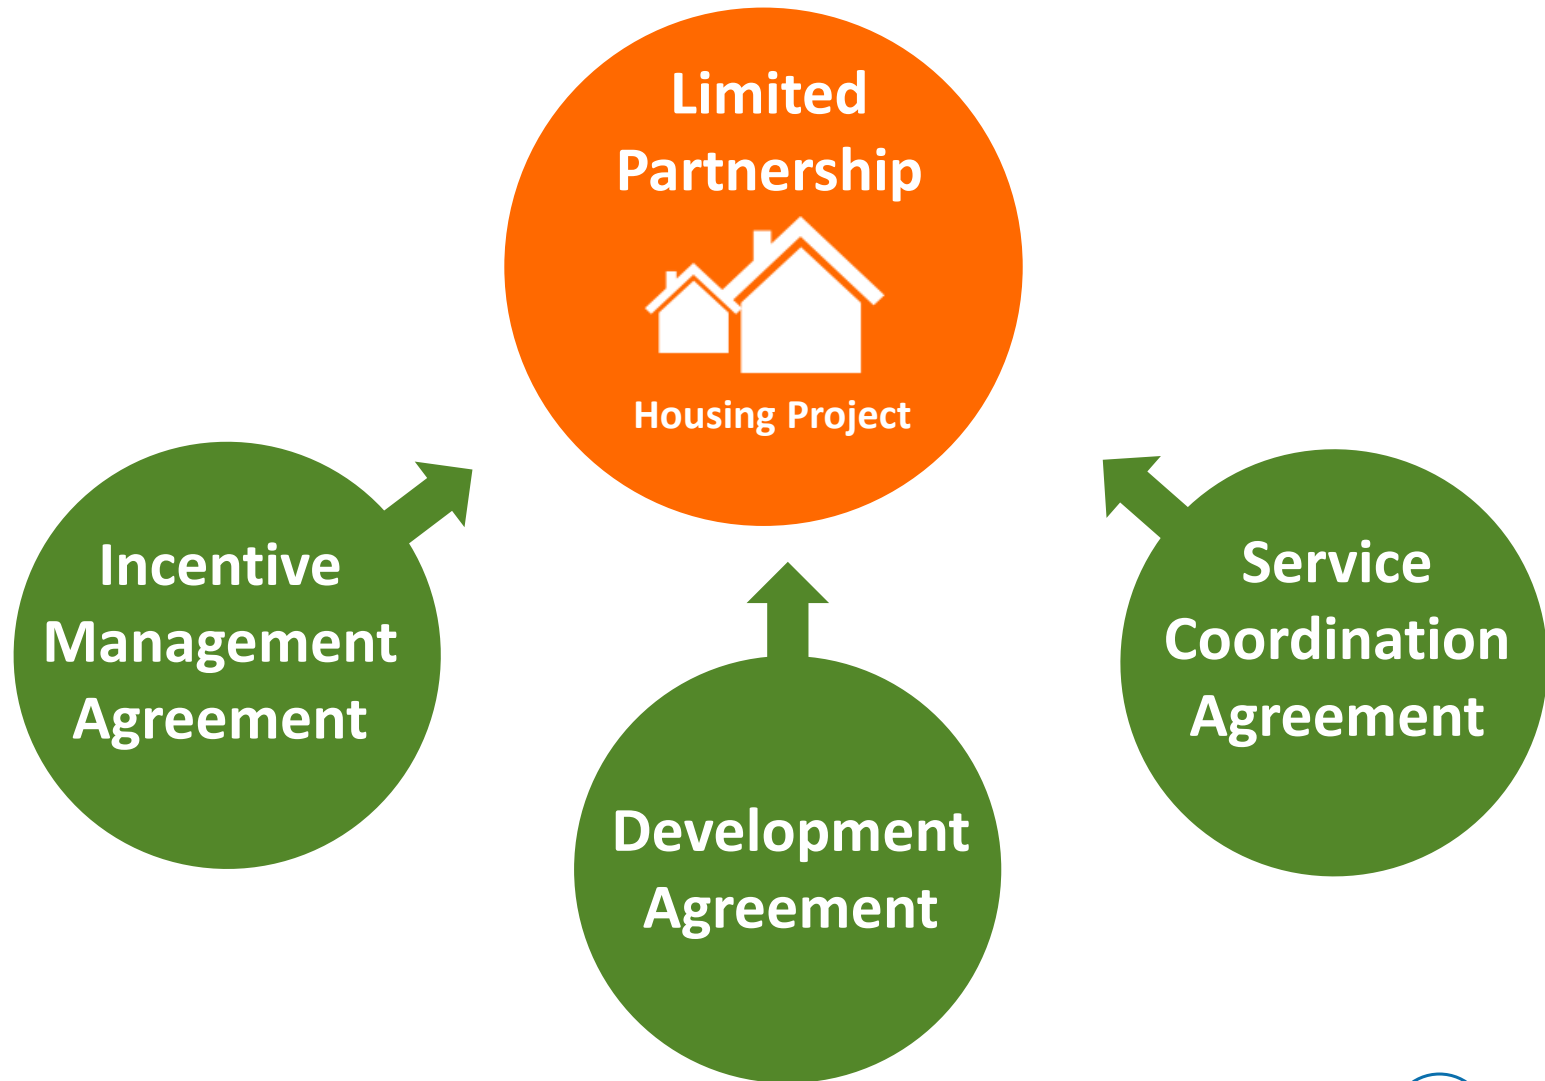 Limited
Partnership
Housing Project
Incentive
Management
Agreement
Development
Agreement
Service
Coordination
Agreement